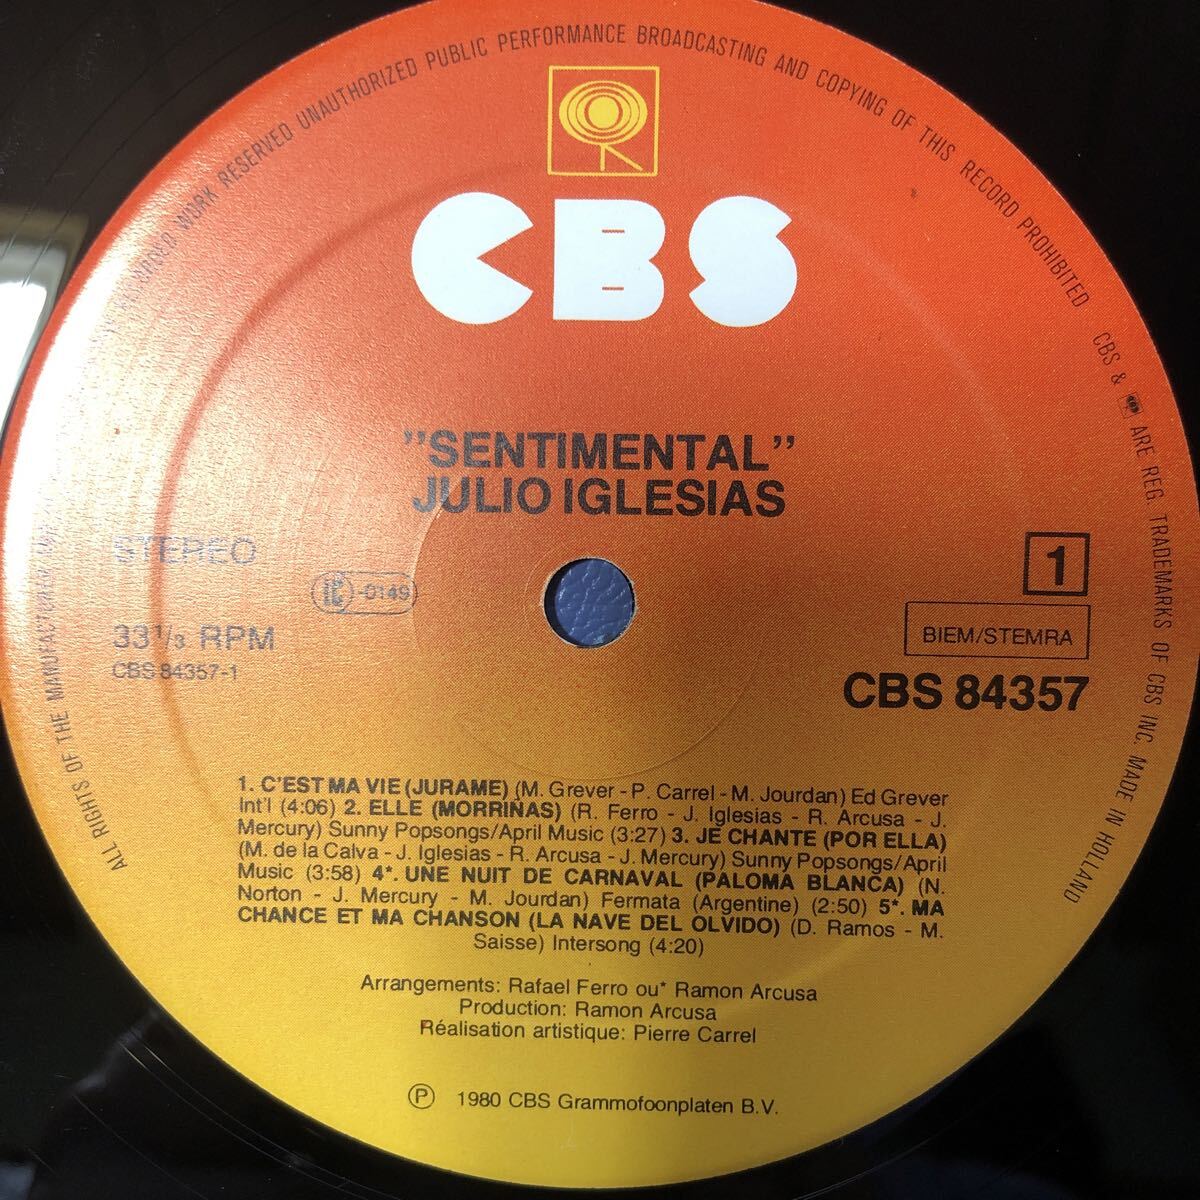 ALL RIGHTS OF THE MANUFACTURER AND OF THE OWNER OF THE RECORDED WORK RESERVED UNAUTHORIZED PUBLIC PERFORMANCE BROADCASTING AND COPYING OF THIS RECORD PROHIBITED CBS & ARE REG. TRADEMARKS OF CBS INC. MADE IN HOLLAND
CBS
"SENTIMENTAL"
JULIO IGLESIAS
STEREO
-0149
33 1/3 RPM
CBS 84357-1
1
BIEM/STEMRA
CBS 84357
1. C'EST MA VIE (JURAME) (M. Grever - P. Carrel - M. Jourdan) Ed Grever
Int'l (4:06) 2. ELLE (MORRIÑAS) (R. Ferro - J. Iglesias - R. Arcusa - J.
Mercury) Sunny Popsongs/April Music (3:27) 3. JE CHANTE (POR ELLA)
(M. de la Calva - J. Iglesias - R. Arcusa - J. Mercury) Sunny Popsongs/April
Music (3:58) 4*. UNE NUIT DE CARNAVAL (PALOMA BLANCA) (N.
Norton - J. Mercury - M. Jourdan) Fermata (Argentine) (2:50) 5*. MA
CHANCE ET MA CHANSON (LA NAVE DEL OLVIDO) (D. Ramos - M.
Saisse) Intersong (4:20)
Arrangements: Rafael Ferro ou* Ramon Arcusa
Production: Ramon Arcusa
Réalisation artistique: Pierre Carrel
Ⓟ 1980 CBS Grammofoonplaten B.V.